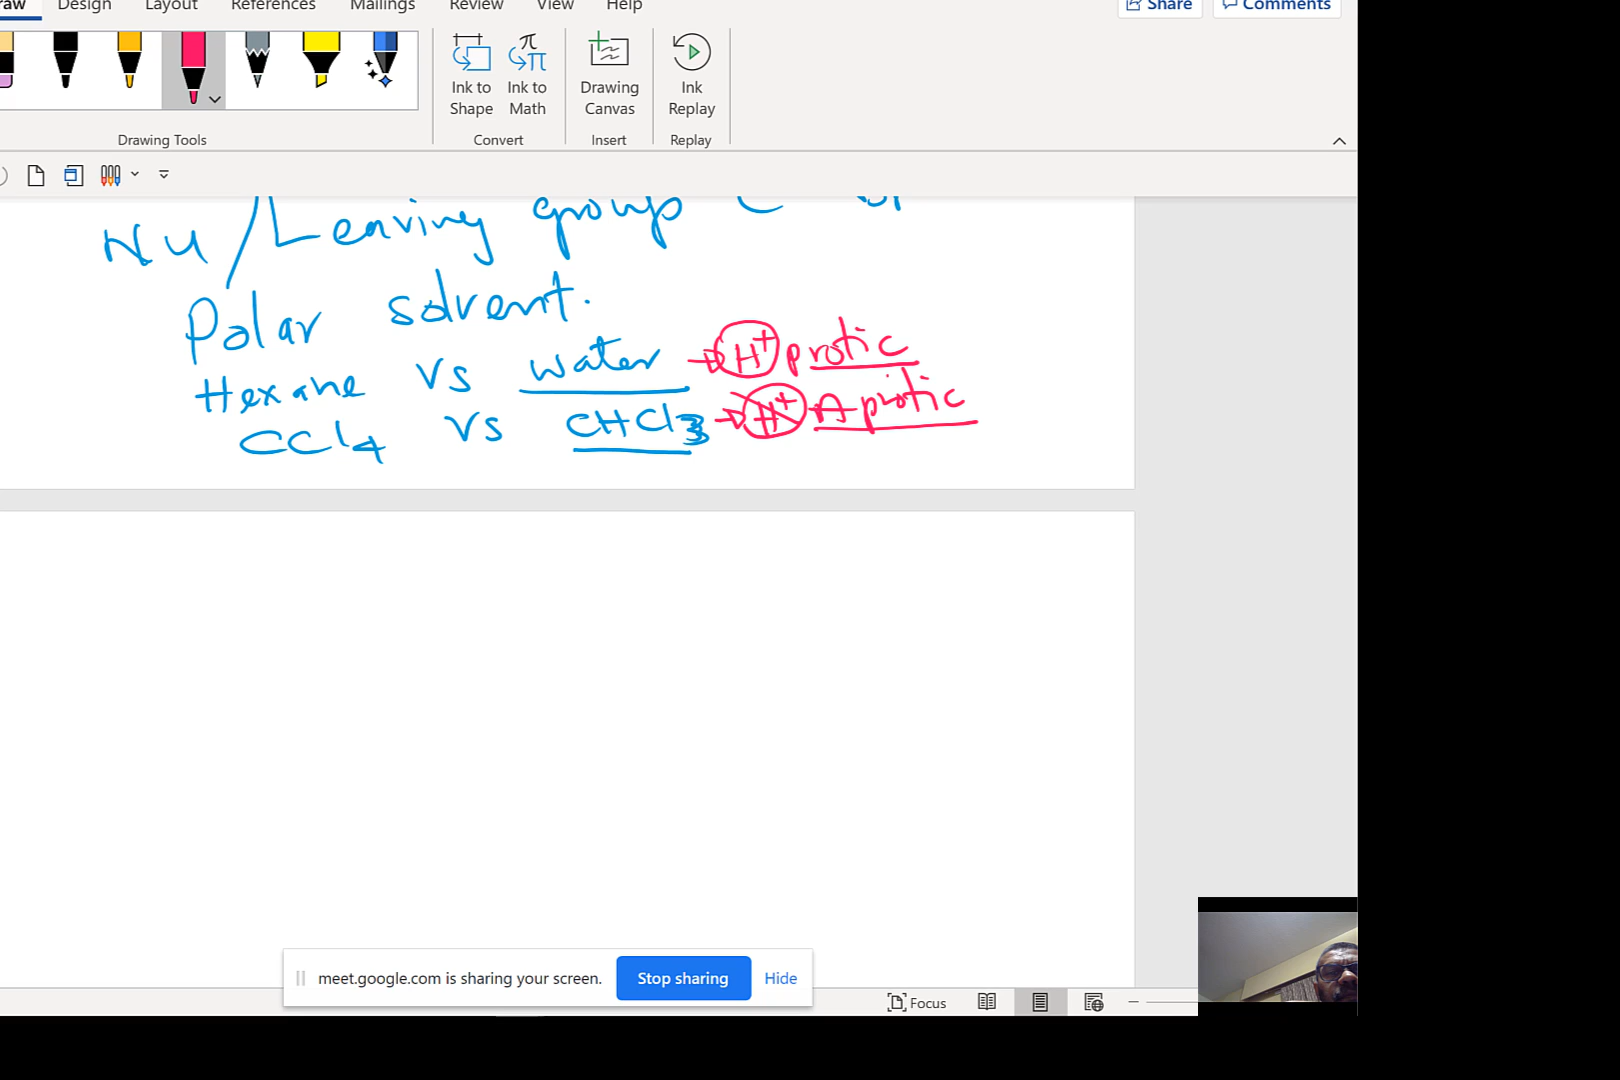 Draw Design Layout References Mailings Review View Help Share Comments
Ink to Shape Ink to Math Drawing Canvas Ink Replay
Drawing Tools Convert Insert Replay
Nu/Leaving group
Polar solvent.
Hexane vs water → H+ protic
CCl4 vs CHCl3 → H+ Aprotic
meet.google.com is sharing your screen. Stop sharing Hide
Focus